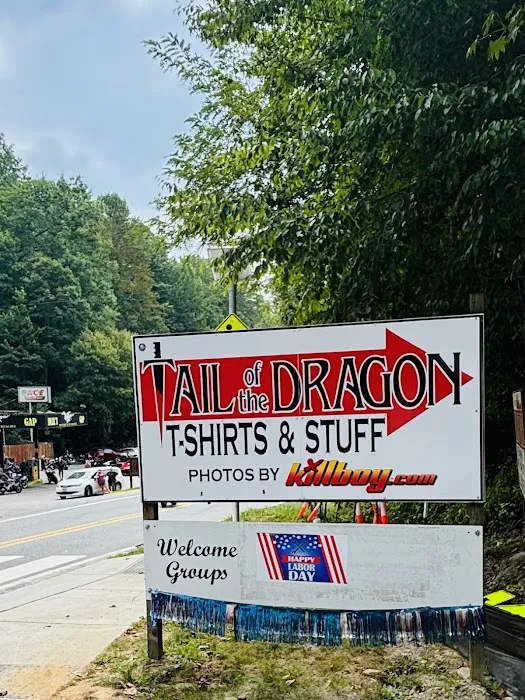 TAIL of the DRAGON
T-SHIRTS & STUFF
PHOTOS BY killboy.com
Welcome
Groups
HAPPY
LABOR
DAY
GAP